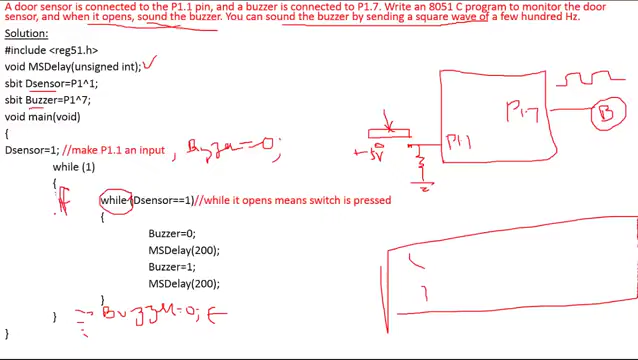 A door sensor is connected to the P1.1 pin, and a buzzer is connected to P1.7. Write an 8051 C program to monitor the door
sensor, and when it opens, sound the buzzer. You can sound the buzzer by sending a square wave of a few hundred Hz.
Solution:
#include <reg51.h>
void MSDelay(unsigned int);
sbit Dsensor=P1^1;
sbit Buzzer=P1^7;
void main(void)
{
Dsensor=1; //make P1.1 an input , Buzzer=0;
while (1)
{
if
while (Dsensor==1)//while it opens means switch is pressed
{
Buzzer=0;
MSDelay(200);
Buzzer=1;
MSDelay(200);
}
Buzzer=0;
}
}
P1.7
B
P1.1
+5V